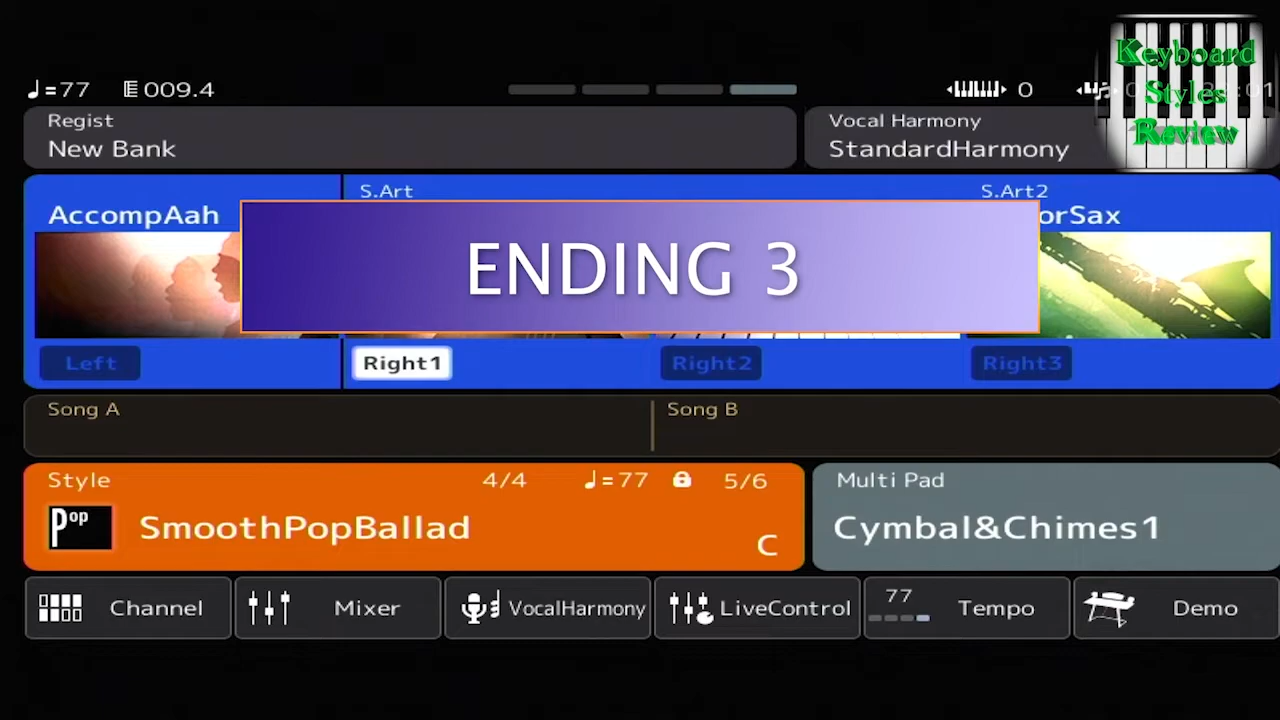 ♩=77 009.4 0
Keyboard
Styles
Review
Regist
New Bank
Vocal Harmony
StandardHarmony
AccompAah
S.Art
S.Art2
orSax
ENDING 3
Left
Right1
Right2
Right3
Song A
Song B
Style 4/4 ♩=77 5/6
Pop
SmoothPopBallad
C
Multi Pad
Cymbal&Chimes1
Channel
Mixer
VocalHarmony
LiveControl
77
Tempo
Demo